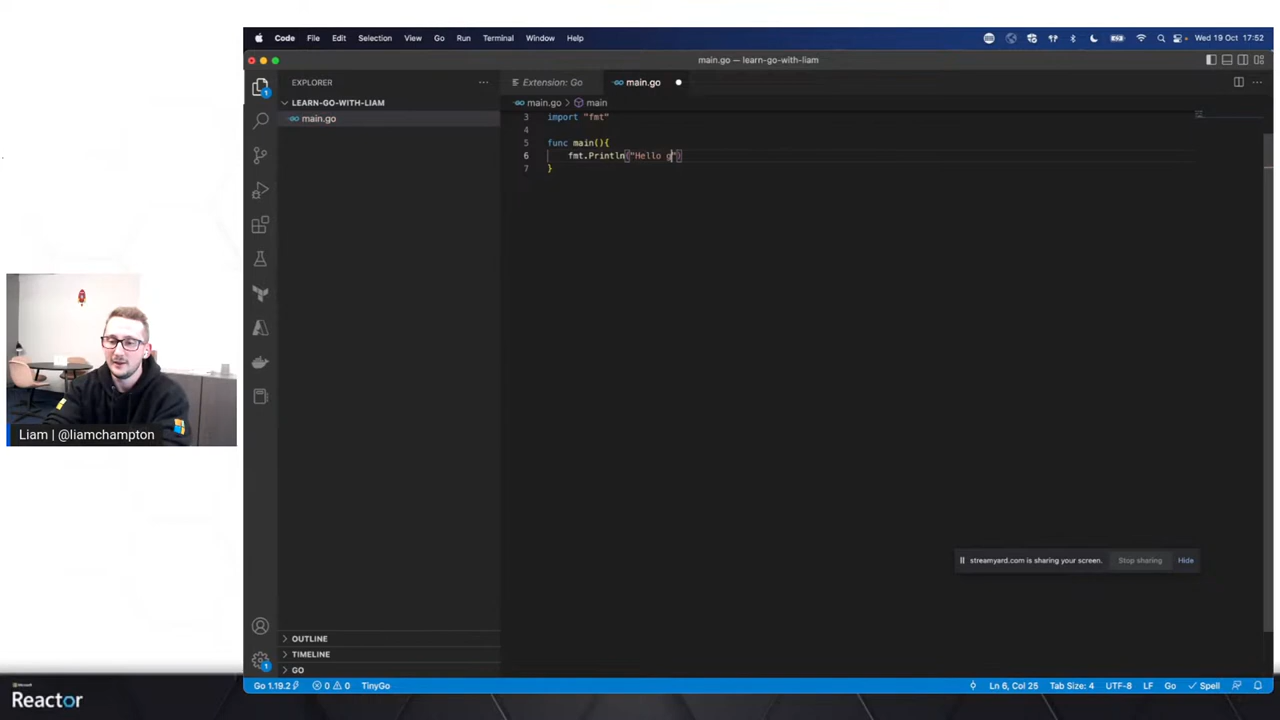 Code File Edit Selection View Go Run Terminal Window Help Wed 19 Oct 17:52
main.go — learn-go-with-liam
EXPLORER
Extension: Go
main.go
LEARN-GO-WITH-LIAM
main.go
main.go > main
3 import "fmt"
4
5 func main(){
6 fmt.Println("Hello g")
7 }
Liam | @liamchampton
streamyard.com is sharing your screen. Stop sharing Hide
OUTLINE
TIMELINE
GO
Go 1.19.2 0 0 TinyGo Ln 6, Col 25 Tab Size: 4 UTF-8 LF Go Spell
1
1
Microsoft
Reactor